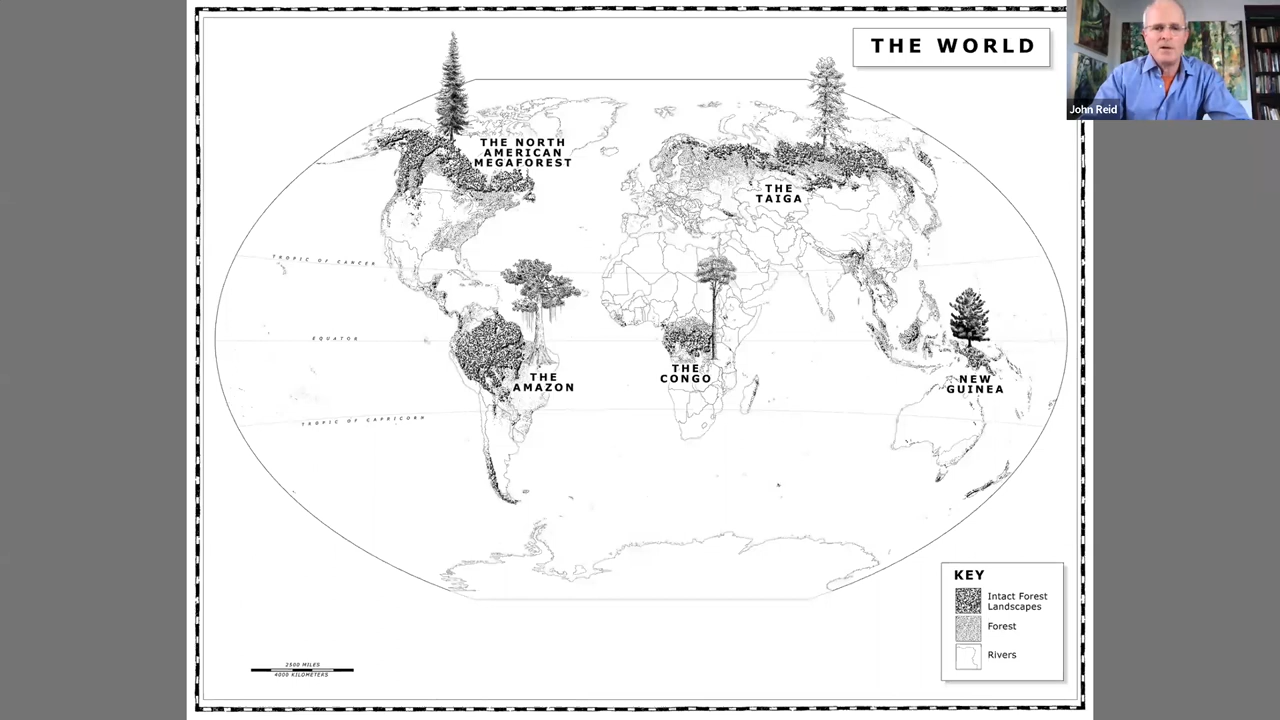 THE WORLD
John Reid
THE NORTH
AMERICAN
MEGAFOREST
THE
TAIGA
TROPIC OF CANCER
EQUATOR
THE
AMAZON
THE
CONGO
NEW
GUINEA
TROPIC OF CAPRICORN
KEY
Intact Forest
Landscapes
Forest
Rivers
2500 MILES
4000 KILOMETERS